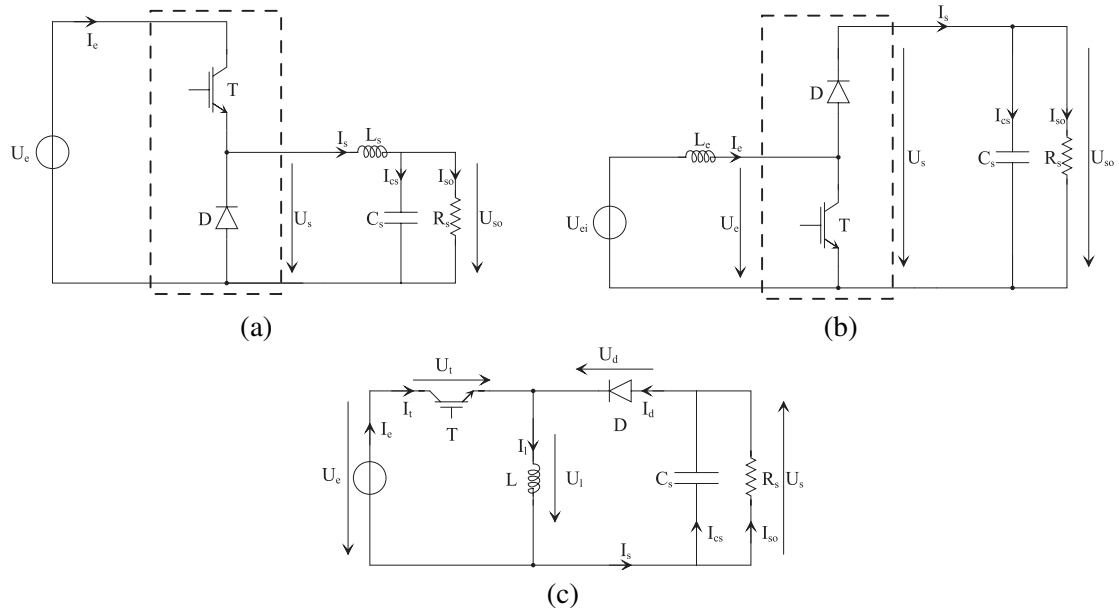 I_e
T
U_e
L_s
I_s
I_cs
I_so
D
U_s
C_s
R_s
U_so
(a)
I_s
D
I_cs
I_so
L_e
I_e
U_s
C_s
R_s
U_so
U_ei
U_e
T
(b)
U_t
U_d
I_t
I_d
T
D
I_e
I_l
U_e
L
U_l
C_s
R_s
U_s
I_cs
I_so
I_s
(c)